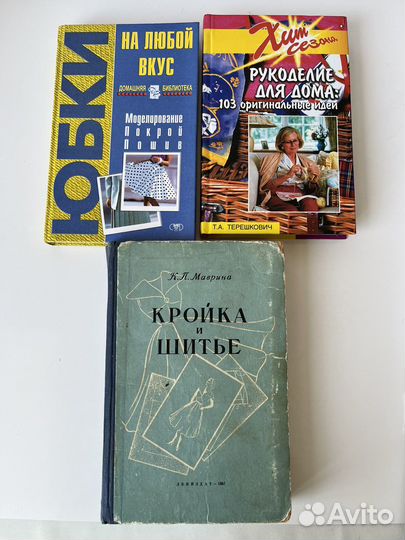 ЮБКИ
НА ЛЮБОЙ
ВКУС
ДОМАШНЯЯ БИБЛИОТЕКА
Моделирование
Покрой
Пошив
Хит
сезона
РУКОДЕЛИЕ
ДЛЯ ДОМА:
103 оригинальные идеи
Т.А. ТЕРЕШКОВИЧ
К.П. Маврина
КРОЙКА
и
ШИТЬЕ
ЛЕНИЗДАТ—
Avito